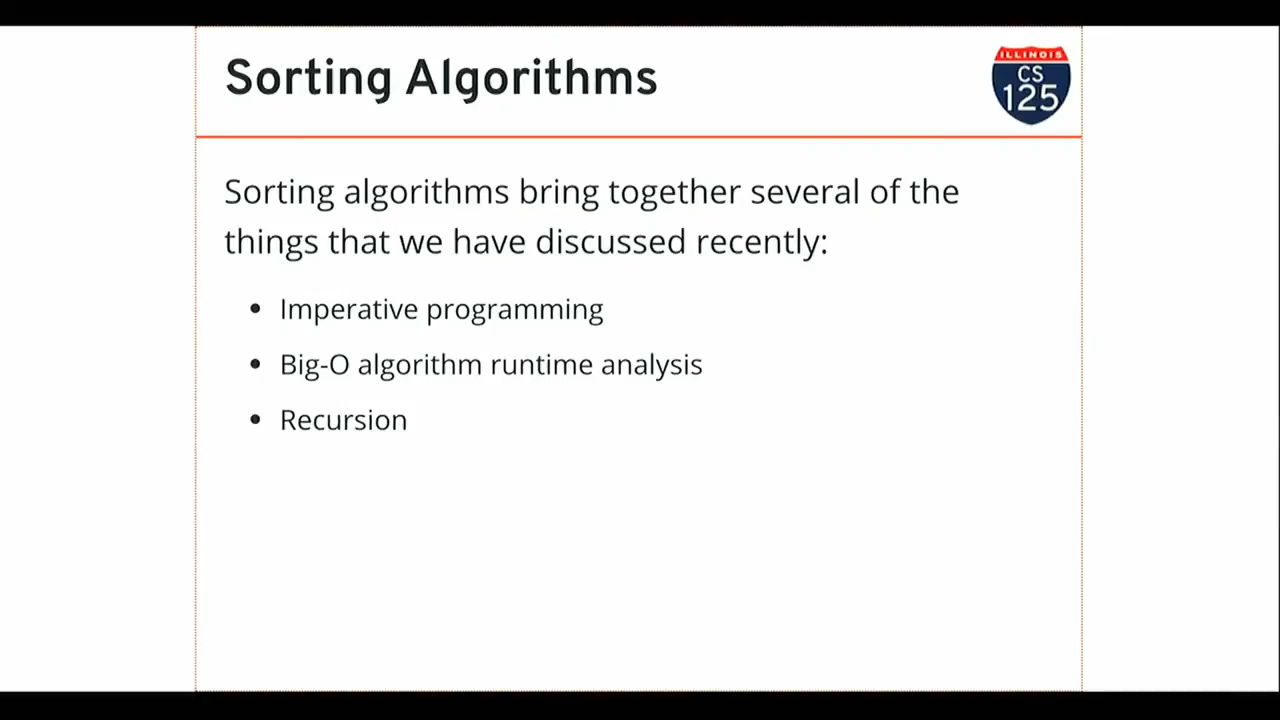 Sorting Algorithms
ILLINOIS
CS
125
Sorting algorithms bring together several of the
things that we have discussed recently:
• Imperative programming
• Big-O algorithm runtime analysis
• Recursion